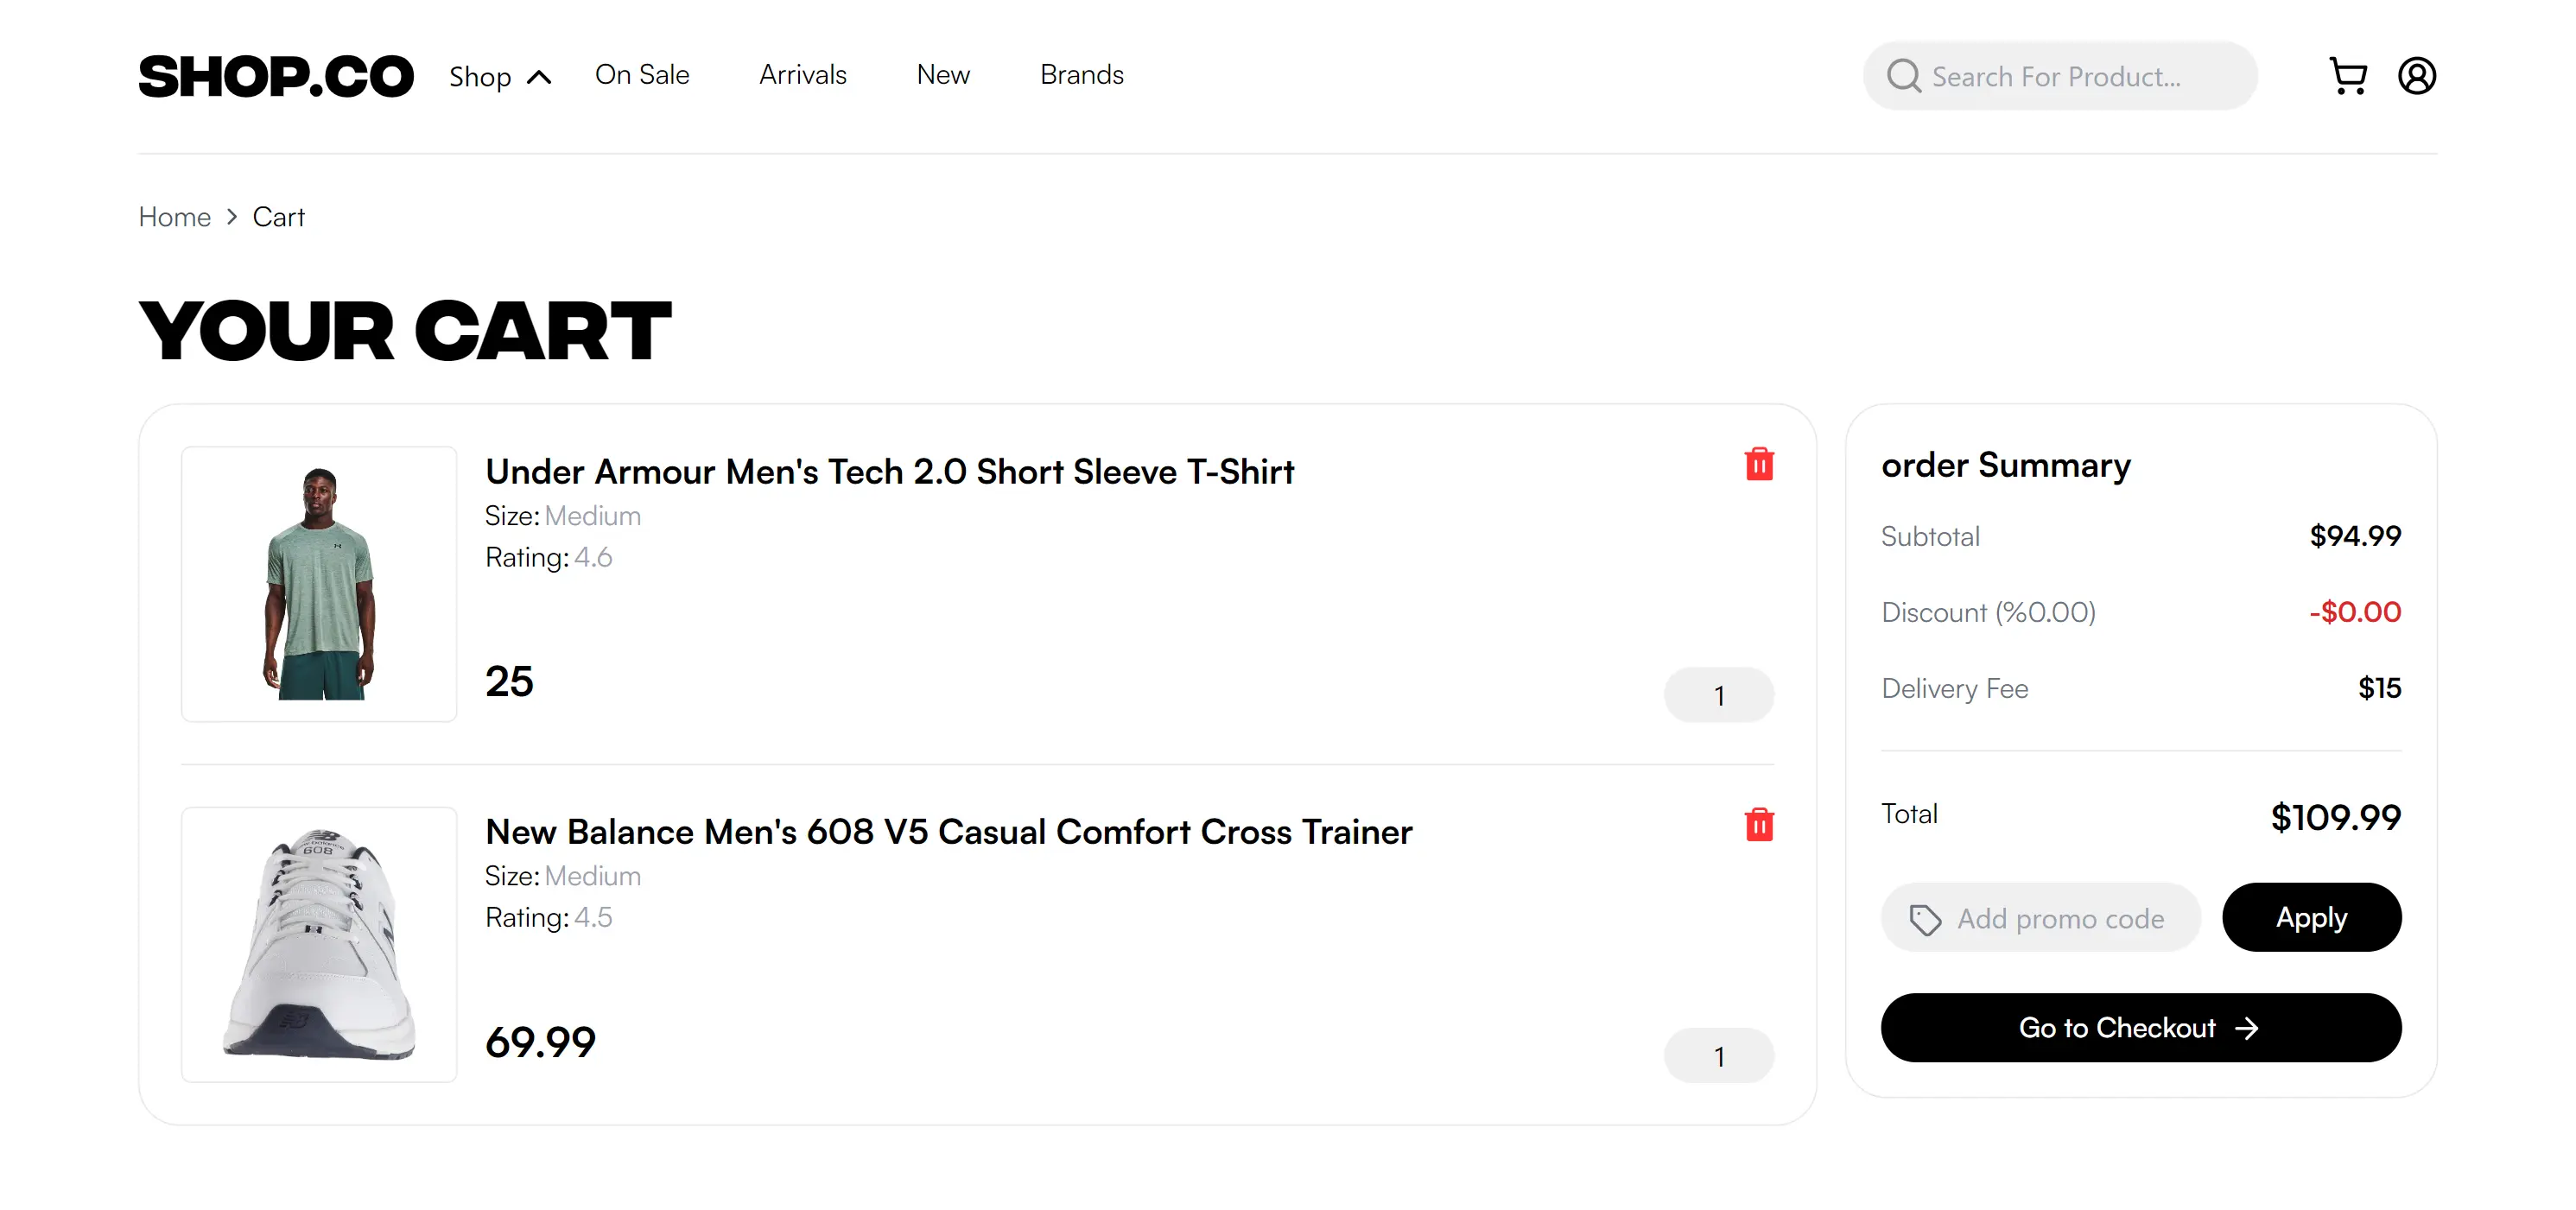 SHOP.CO
Shop
On Sale
Arrivals
New
Brands
Search For Product...
Home > Cart
YOUR CART
Under Armour Men's Tech 2.0 Short Sleeve T-Shirt
Size: Medium
Rating: 4.6
25
1
New Balance Men's 608 V5 Casual Comfort Cross Trainer
Size: Medium
Rating: 4.5
69.99
1
608
order Summary
Subtotal $94.99
Discount (%0.00) -$0.00
Delivery Fee $15
Total $109.99
Add promo code
Apply
Go to Checkout →